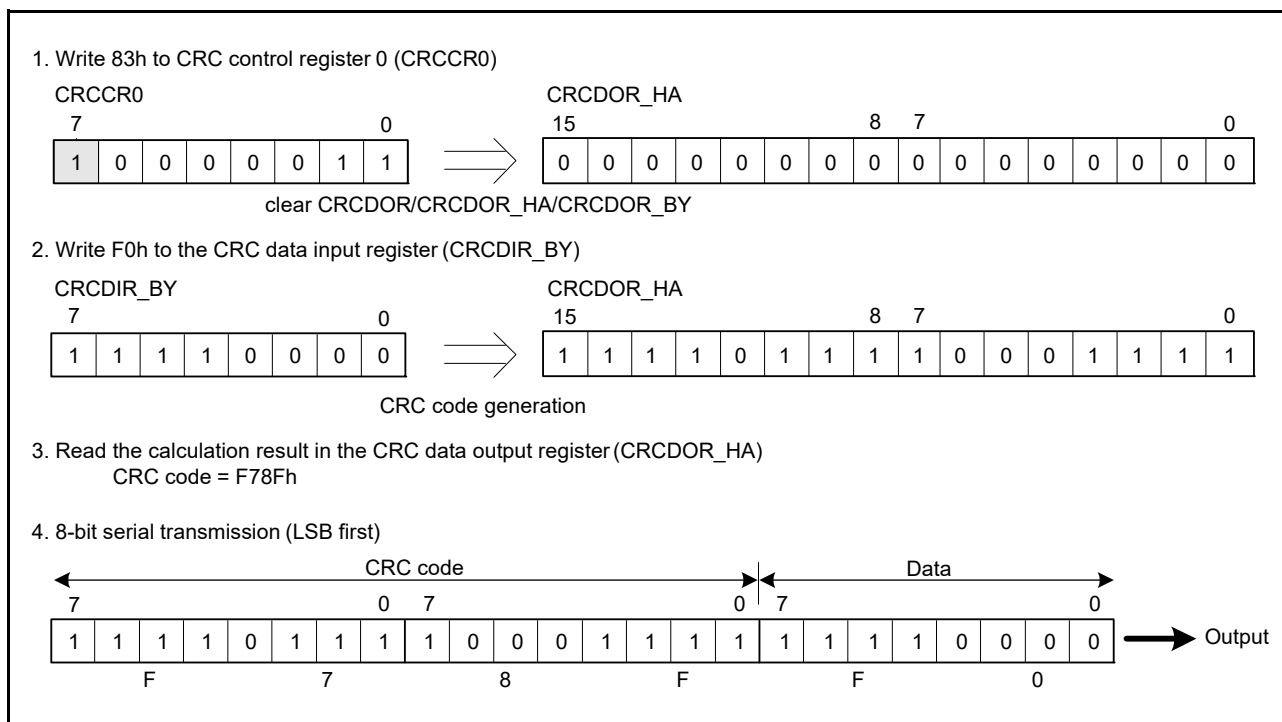 1. Write 83h to CRC control register 0 (CRCCR0)
CRCCR0 CRCDOR_HA
7 0 15 8 7 0
1 0 0 0 0 0 1 1 0 0 0 0 0 0 0 0 0 0 0 0 0 0 0 0
clear CRCDOR/CRCDOR_HA/CRCDOR_BY
2. Write F0h to the CRC data input register (CRCDIR_BY)
CRCDIR_BY CRCDOR_HA
7 0 15 8 7 0
1 1 1 1 0 0 0 0 1 1 1 1 0 1 1 1 1 0 0 0 1 1 1 1
CRC code generation
3. Read the calculation result in the CRC data output register (CRCDOR_HA)
CRC code = F78Fh
4. 8-bit serial transmission (LSB first)
CRC code Data
7 0 7 0 7 0
1 1 1 1 0 1 1 1 1 0 0 0 1 1 1 1 1 1 1 1 0 0 0 0 Output
F 7 8 F F 0